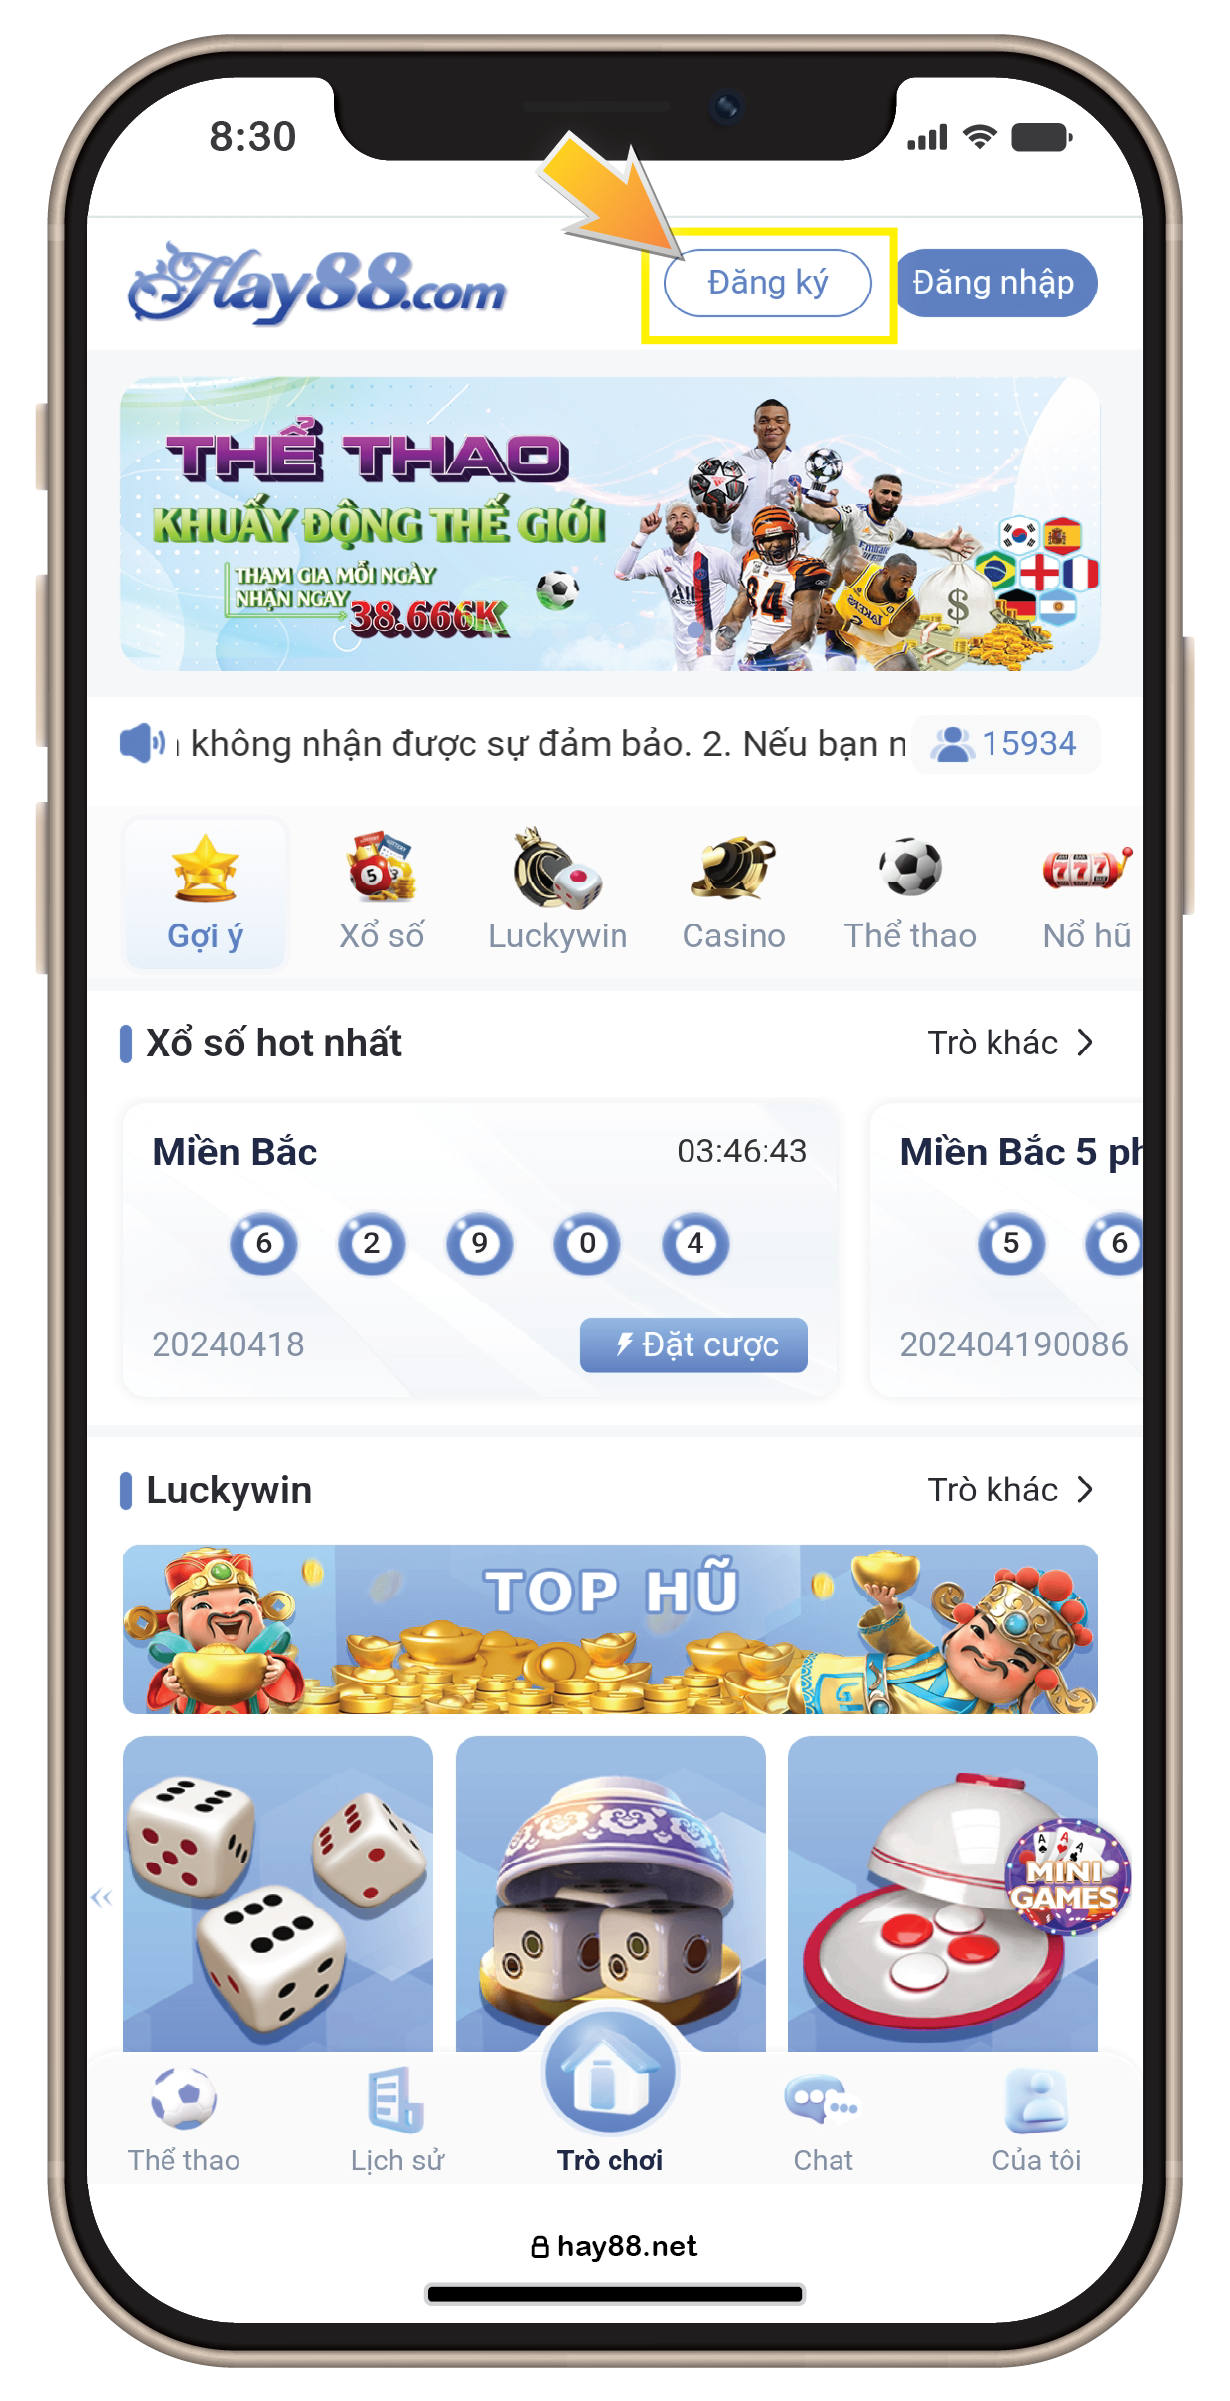 8:30
Hay88.com
Đăng ký
Đăng nhập
THỂ THAO
KHUẤY ĐỘNG THẾ GIỚI
THAM GIA MỖI NGÀY
NHẬN NGAY 38.666K
không nhận được sự đảm bảo. 2. Nếu bạn n
15934
Gợi ý
Xổ số
Luckywin
Casino
Thể thao
Nổ hũ
Xổ số hot nhất
Trò khác
Miền Bắc
03:46:43
Miền Bắc 5 ph
6 2 9 0 4
5 6
20240418
Đặt cược
202404190086
Luckywin
Trò khác
TOP HŨ
MINI
GAMES
Thể thao
Lịch sử
Trò chơi
Chat
Của tôi
hay88.net